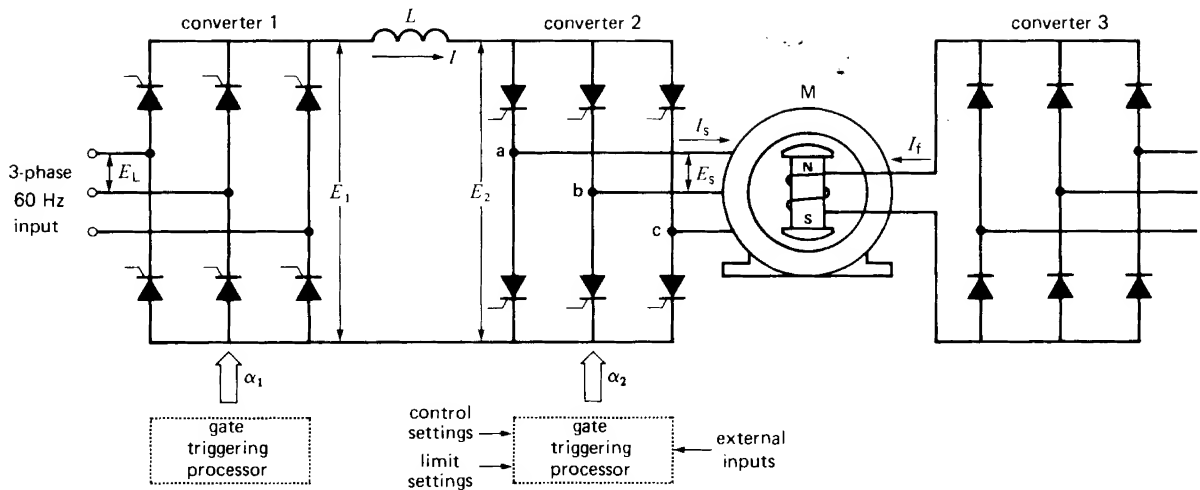 converter 1
L
I
converter 2
converter 3
M
3-phase
60 Hz
input
E_L
E_1
E_2
a
b
c
I_s
E_s
N
S
I_f
α_1
α_2
gate
triggering
processor
control
settings
limit
settings
gate
triggering
processor
external
inputs